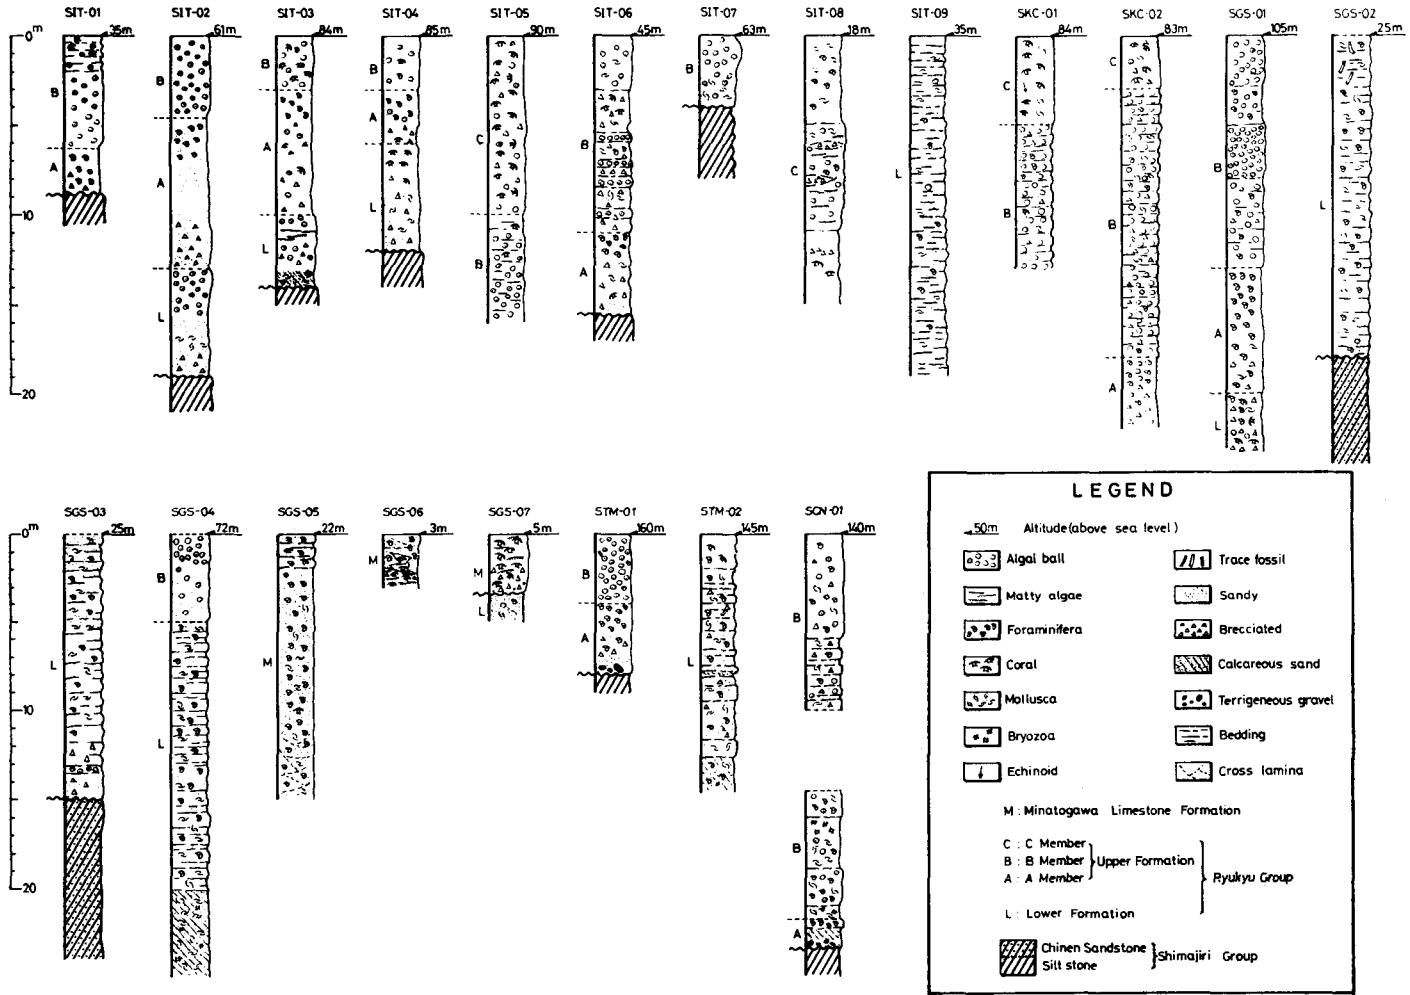 SIT-01 SIT-02 SIT-03 SIT-04 SIT-05 SIT-06 SIT-07 SIT-08 SIT-09 SKC-01 SKC-02 SGS-01 SGS-02
0m 35m 61m 84m 85m 90m 45m 63m 18m 35m 84m 83m 105m 25m
B B B B C B B C L C C B L
A A A A B A B B A
L L L A L
10
20
SGS-03 SGS-04 SGS-05 SGS-06 SGS-07 STM-01 STM-02 SGN-01
0m 25m 72m 22m 3m 5m 160m 145m 140m
L B M M M B L B
L L A B
A
10
20
LEGEND
50m Altitude (above sea level)
Algal ball
Matty algae
Foraminifera
Coral
Mollusca
Bryozoa
Echinoid
Trace fossil
Sandy
Brecciated
Calcareous sand
Terrigeneous gravel
Bedding
Cross lamina
M : Minatogawa Limestone Formation
C : C Member
B : B Member
A : A Member
Upper Formation
L : Lower Formation
Ryukyu Group
Chinen Sandstone
Silt stone
Shimajiri Group